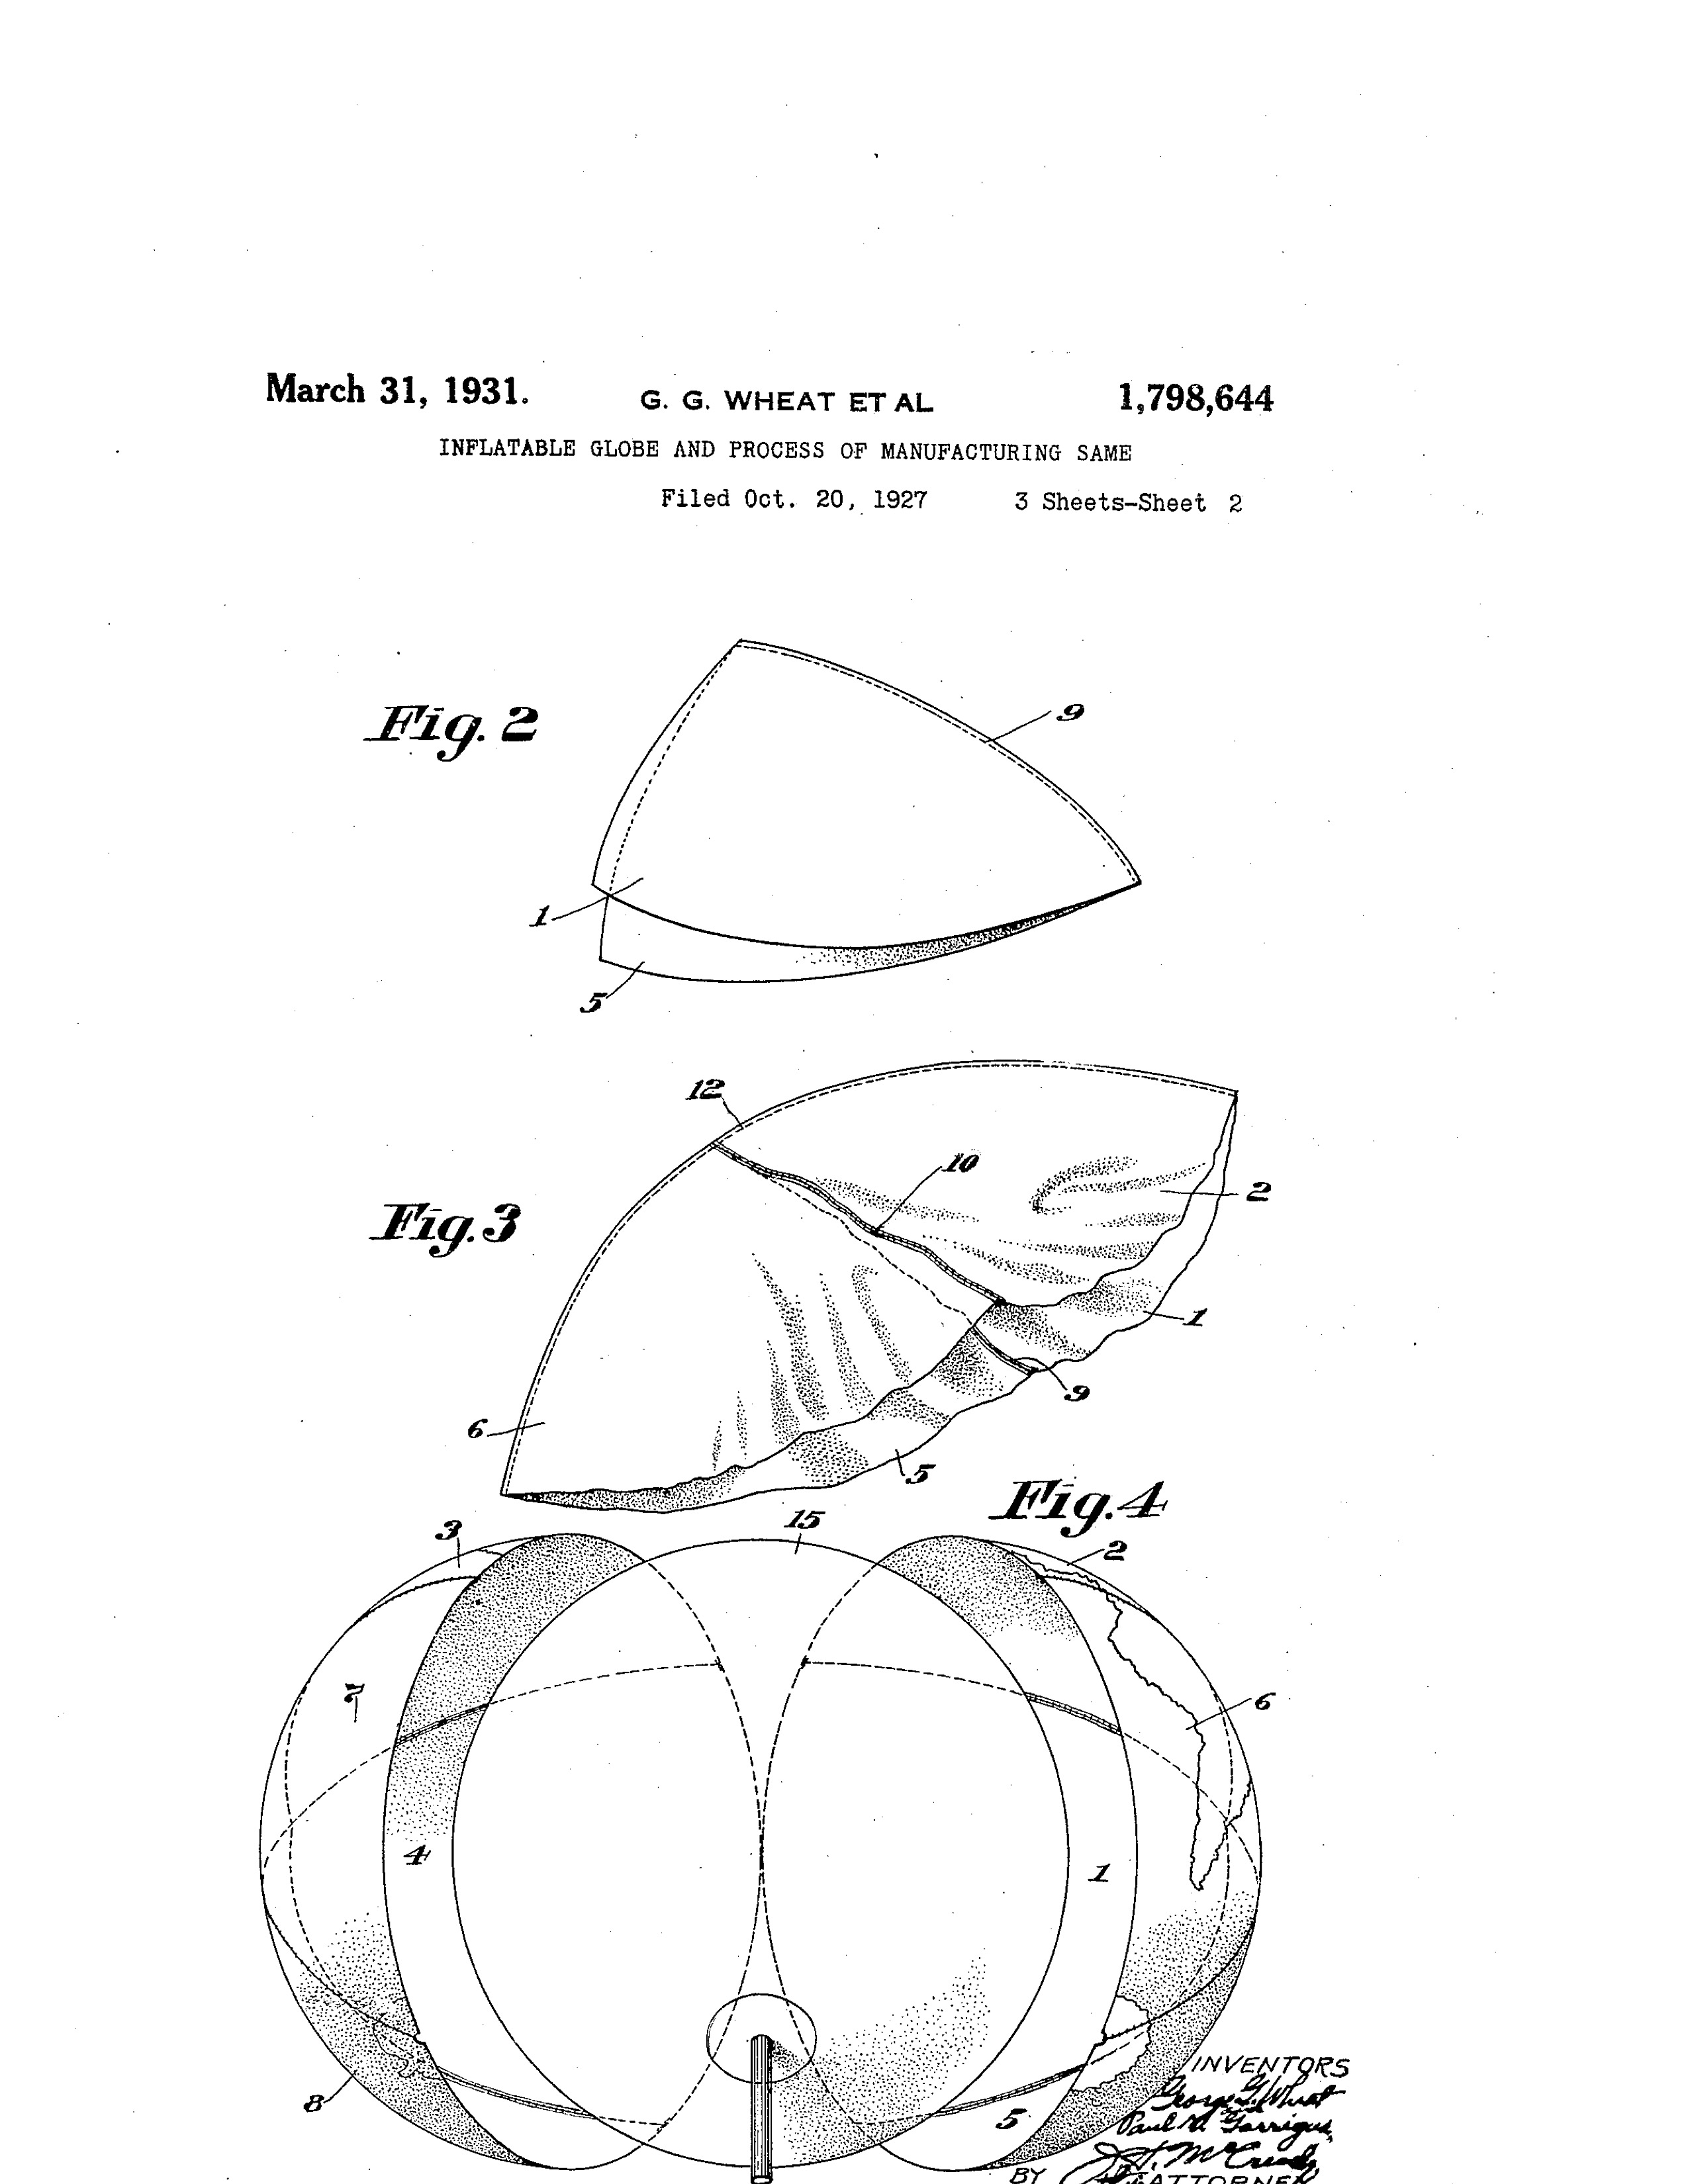 March 31, 1931. G. G. WHEAT ET AL 1,798,644
INFLATABLE GLOBE AND PROCESS OF MANUFACTURING SAME
Filed Oct. 20, 1927 3 Sheets-Sheet 2
Fig. 2
9
1
5
12
10
2
Fig. 3
1
9
6
5
Fig. 4
3
15
2
7
6
4
1
8
5
INVENTORS
George G. Wheat
Paul
BY
ATTORNEY